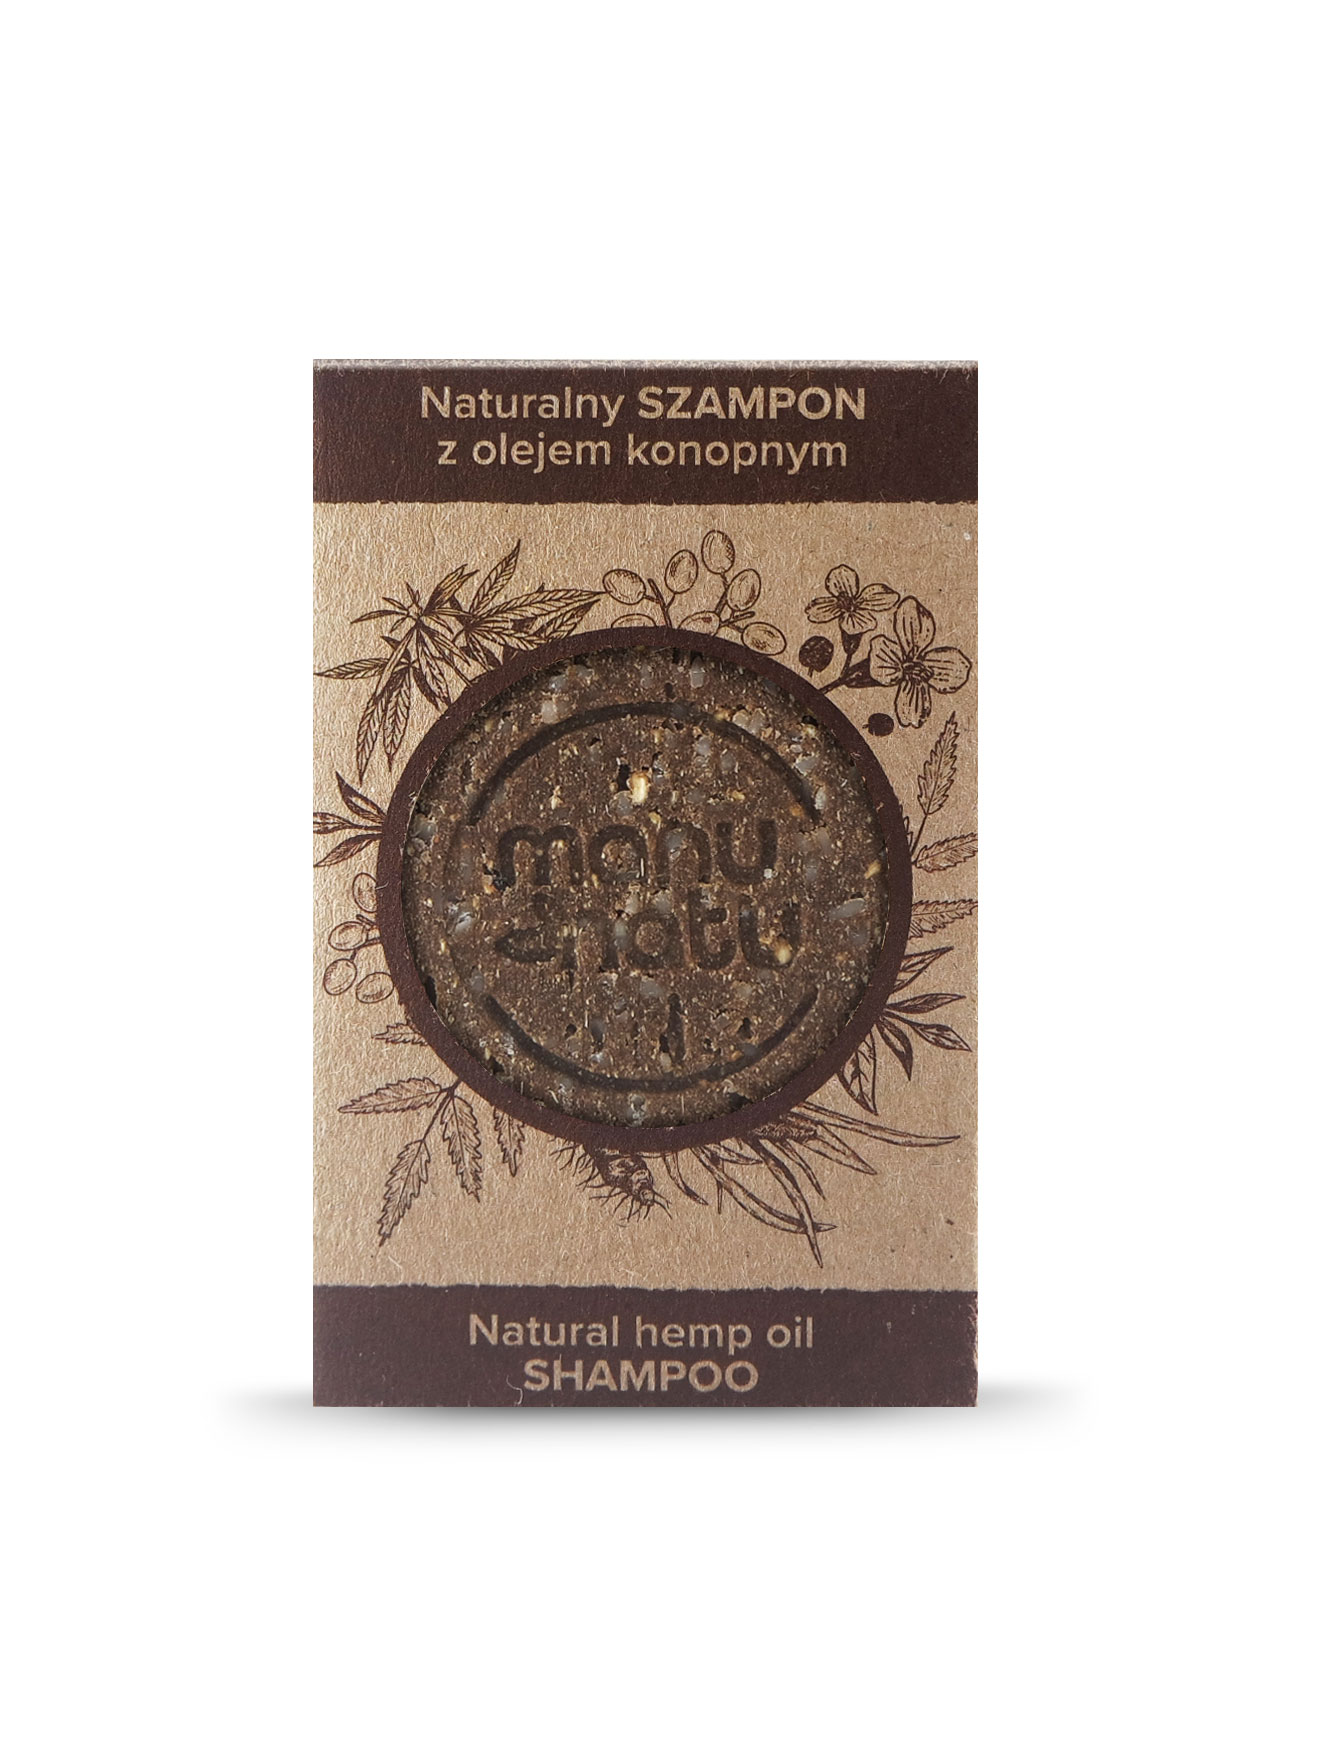 Naturalny SZAMPON
z olejem konopnym
manu
natu
Natural hemp oil
SHAMPOO